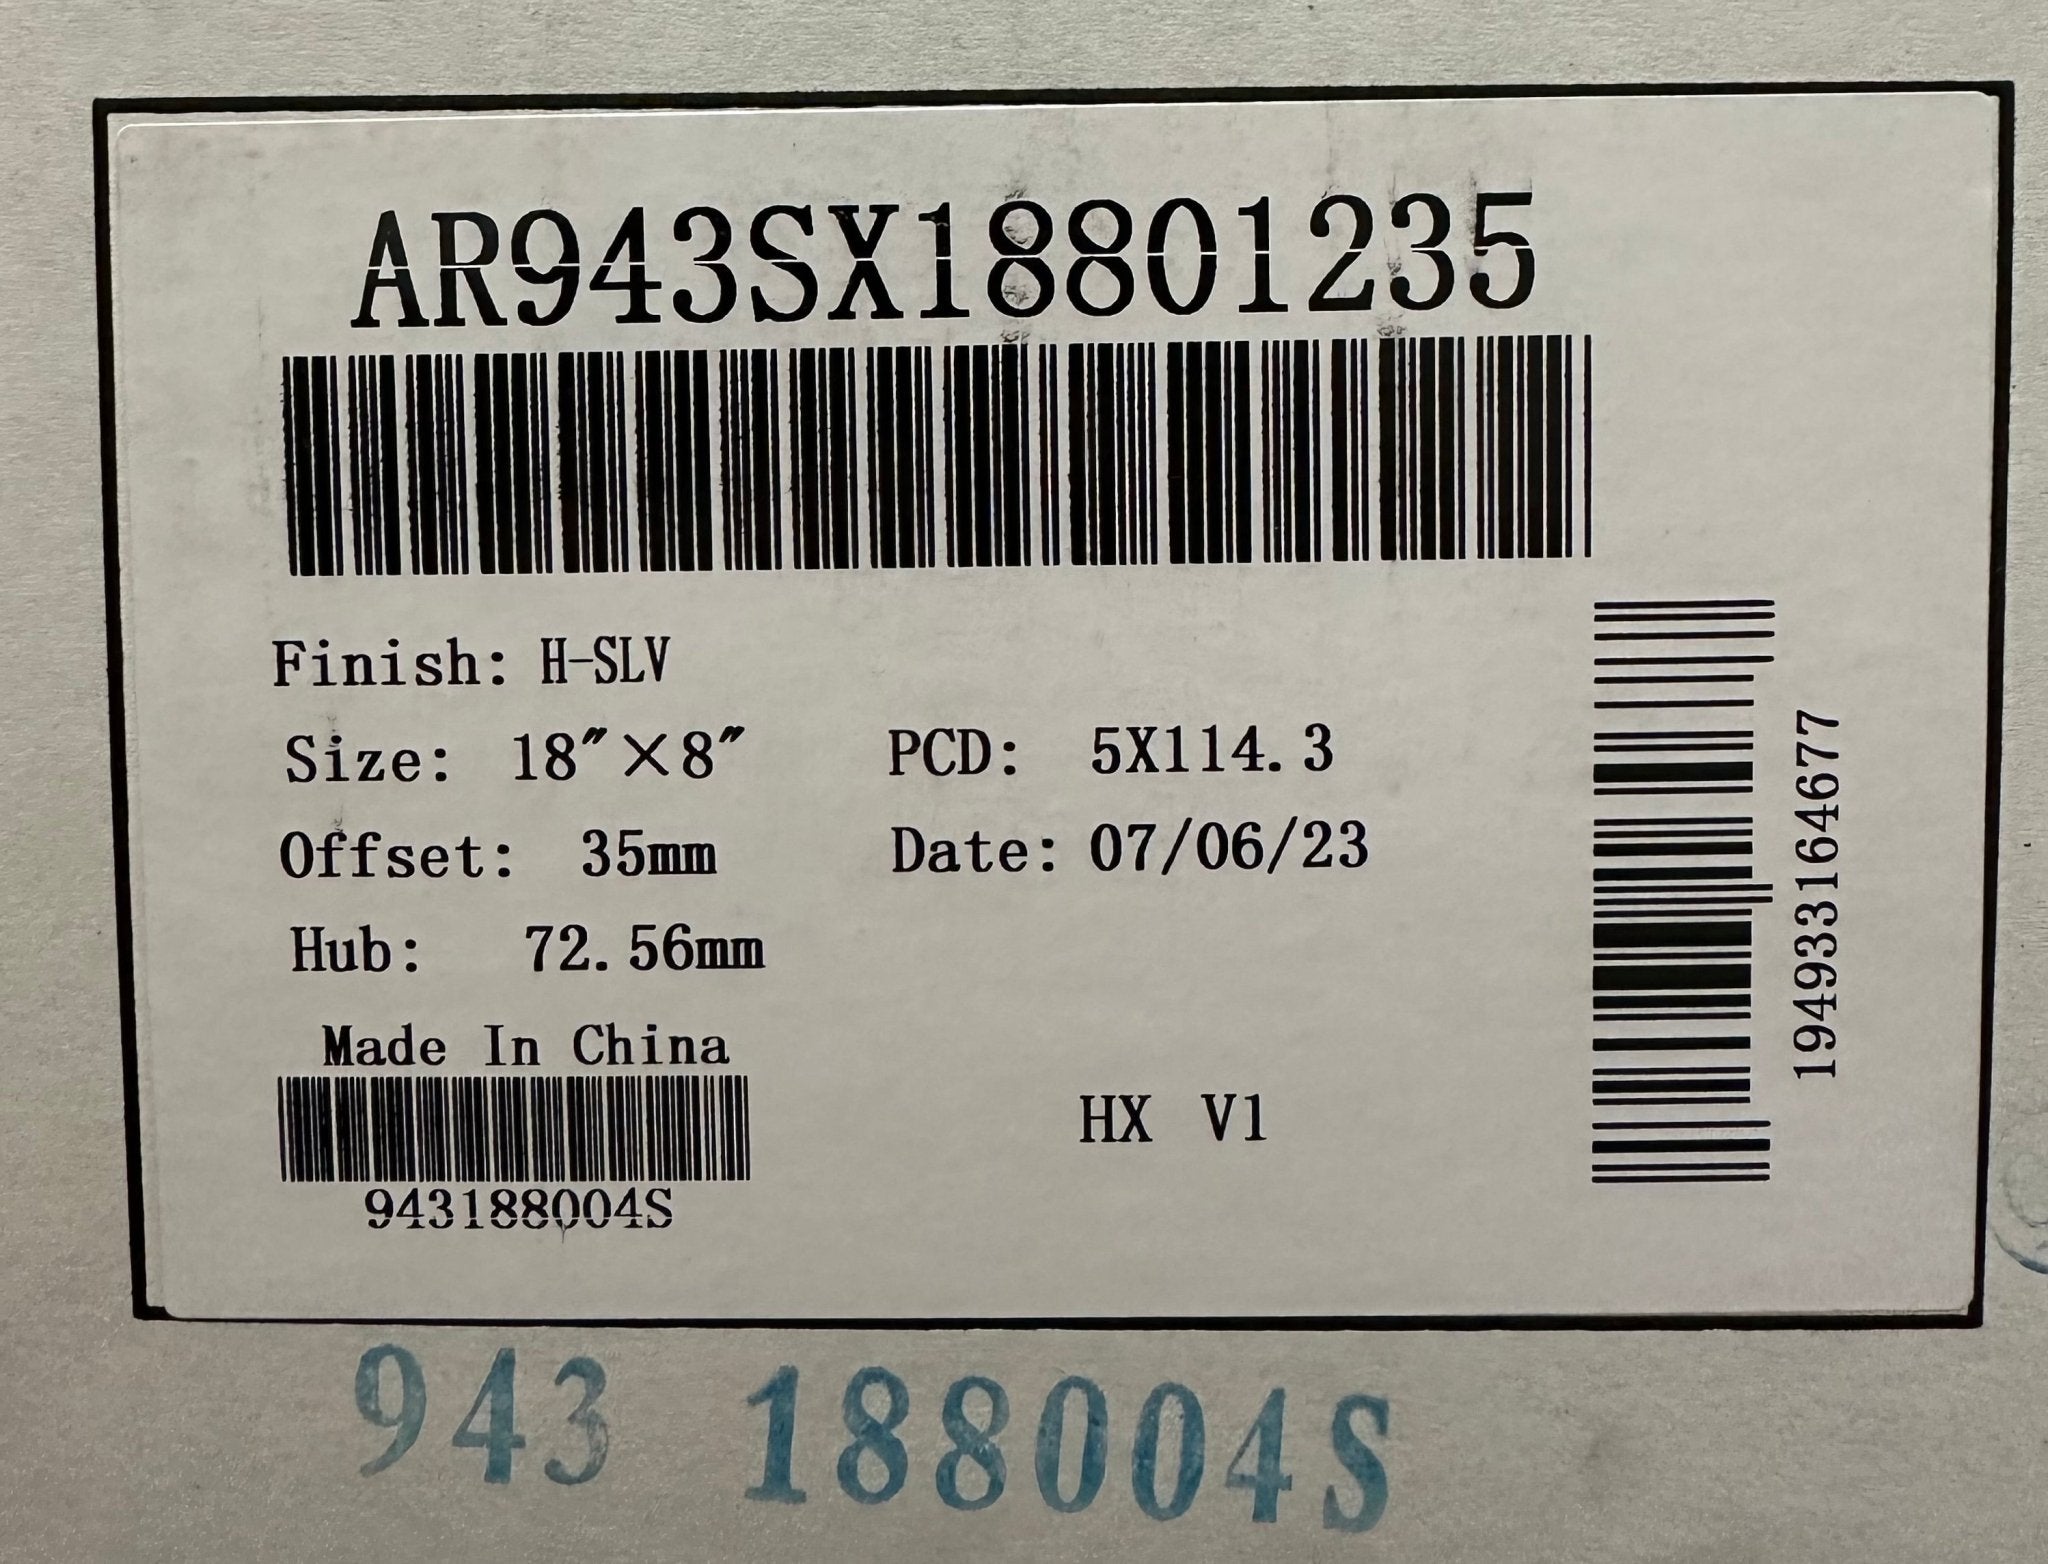 AR943SX18801235
Finish: H-SLV
Size: 18"×8" PCD: 5X114.3
Offset: 35mm Date: 07/06/23
Hub: 72.56mm
Made In China
943188004S
HX V1
194933164677
943 188004S